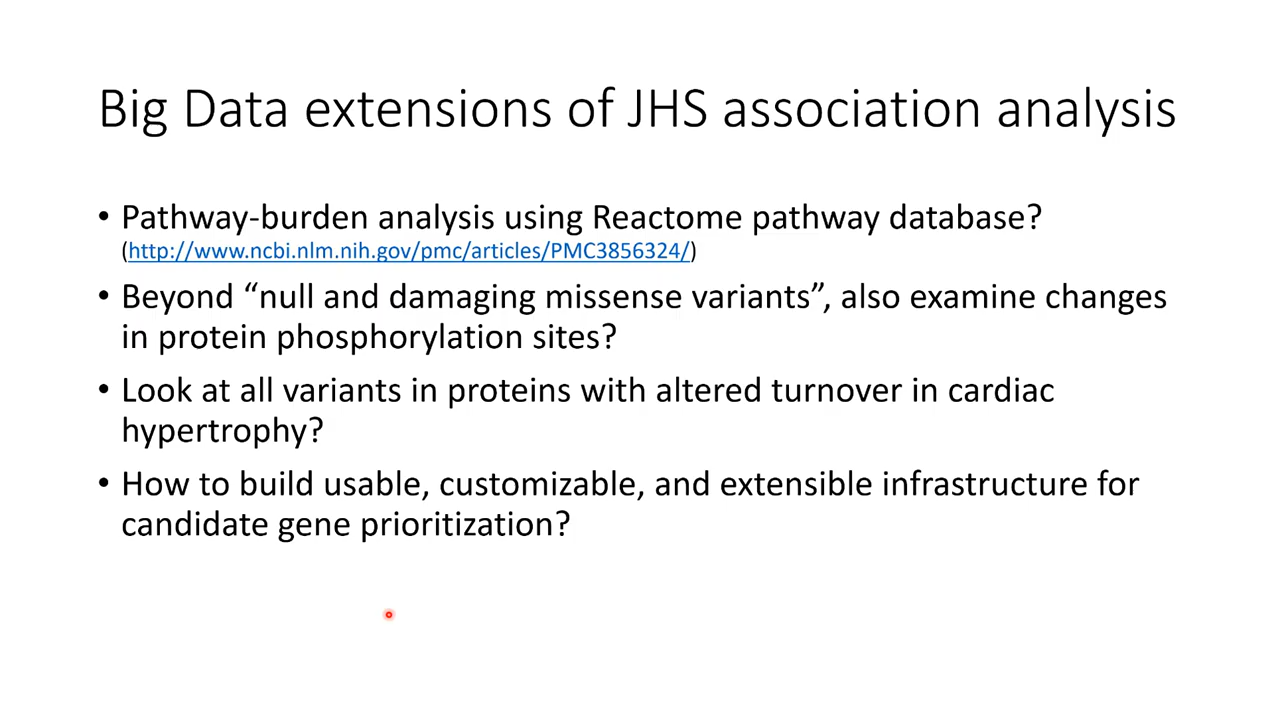 Big Data extensions of JHS association analysis
• Pathway-burden analysis using Reactome pathway database?
(http://www.ncbi.nlm.nih.gov/pmc/articles/PMC3856324/)
• Beyond “null and damaging missense variants”, also examine changes
in protein phosphorylation sites?
• Look at all variants in proteins with altered turnover in cardiac
hypertrophy?
• How to build usable, customizable, and extensible infrastructure for
candidate gene prioritization?